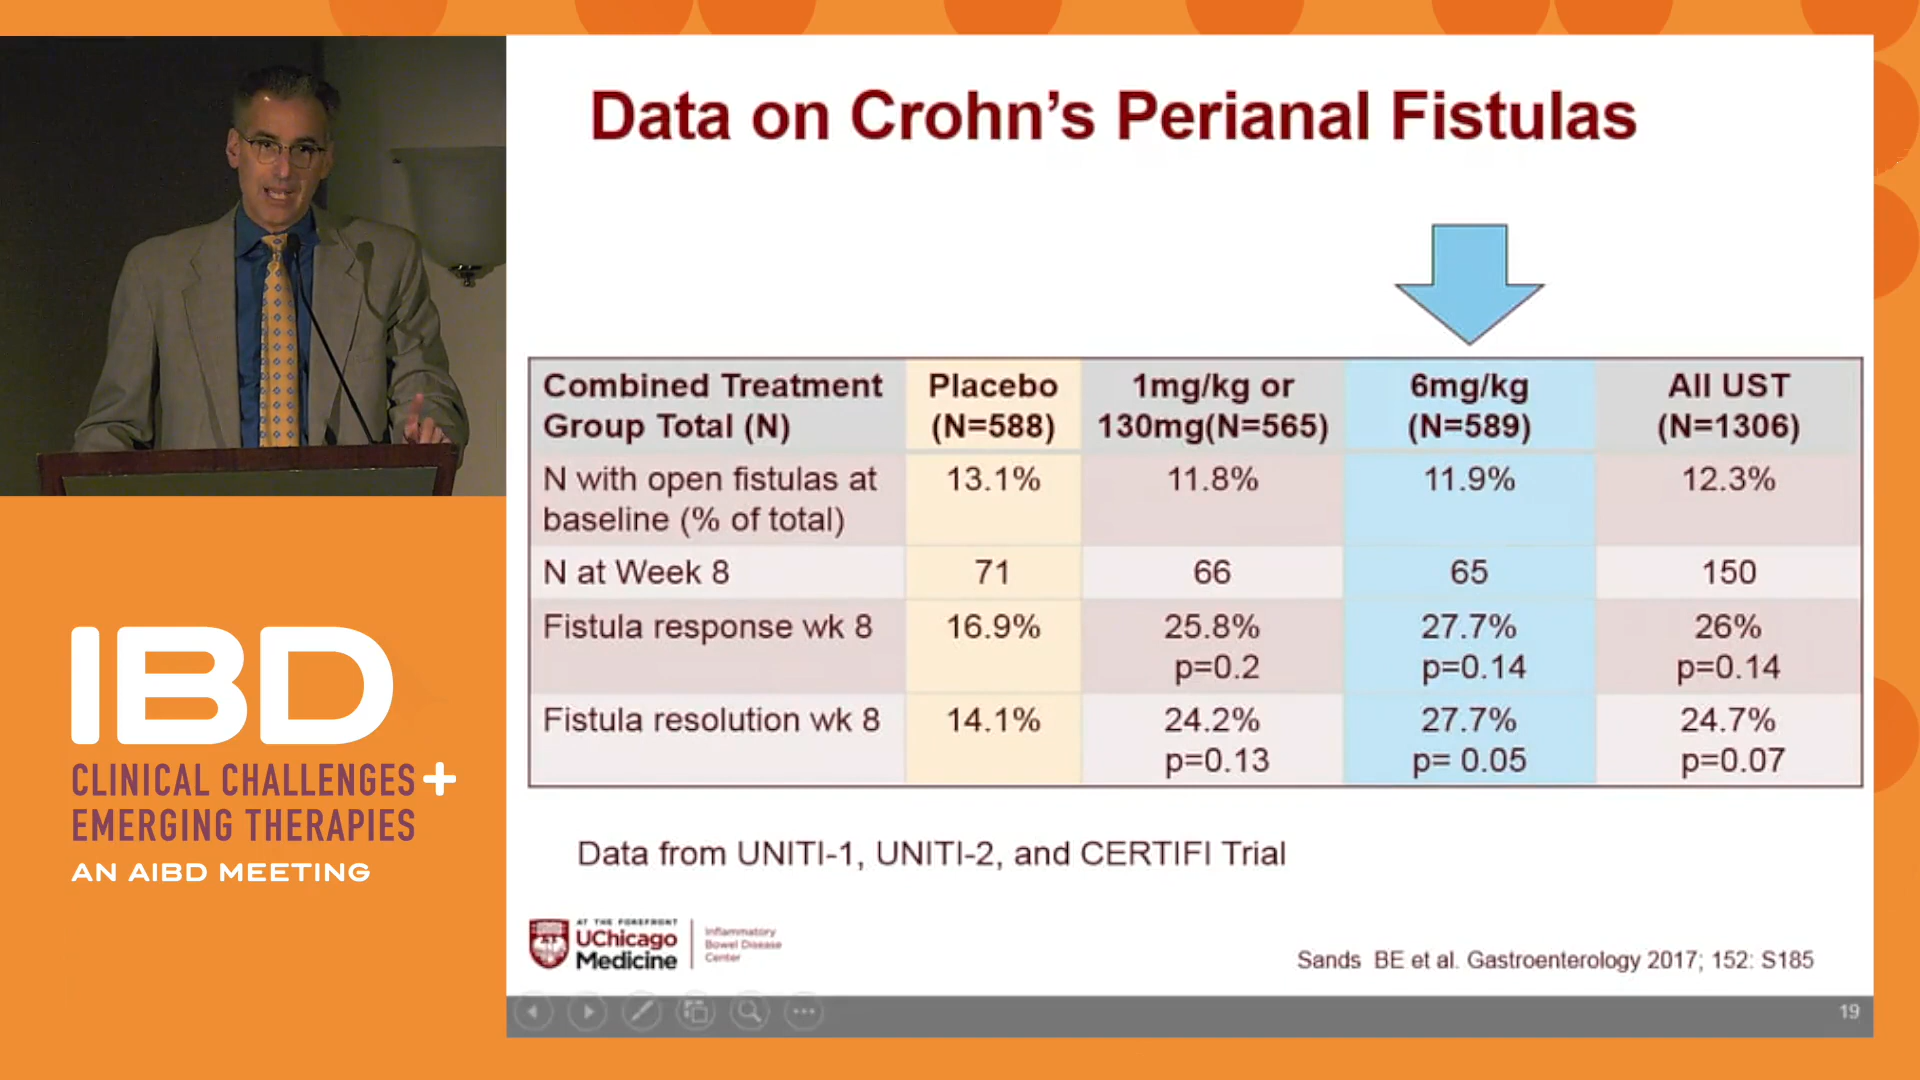 Data on Crohn's Perianal Fistulas
Combined Treatment Group Total (N) Placebo (N=588) 1mg/kg or 130mg(N=565) 6mg/kg (N=589) All UST (N=1306)
N with open fistulas at baseline (% of total) 13.1% 11.8% 11.9% 12.3%
N at Week 8 71 66 65 150
Fistula response wk 8 16.9% 25.8% p=0.2 27.7% p=0.14 26% p=0.14
Fistula resolution wk 8 14.1% 24.2% p=0.13 27.7% p= 0.05 24.7% p=0.07
Data from UNITI-1, UNITI-2, and CERTIFI Trial
AT THE FOREFRONT
UChicago
Medicine
Inflammatory
Bowel Disease
Center
Sands BE et al. Gastroenterology 2017; 152: S185
19
IBD
CLINICAL CHALLENGES +
EMERGING THERAPIES
AN AIBD MEETING